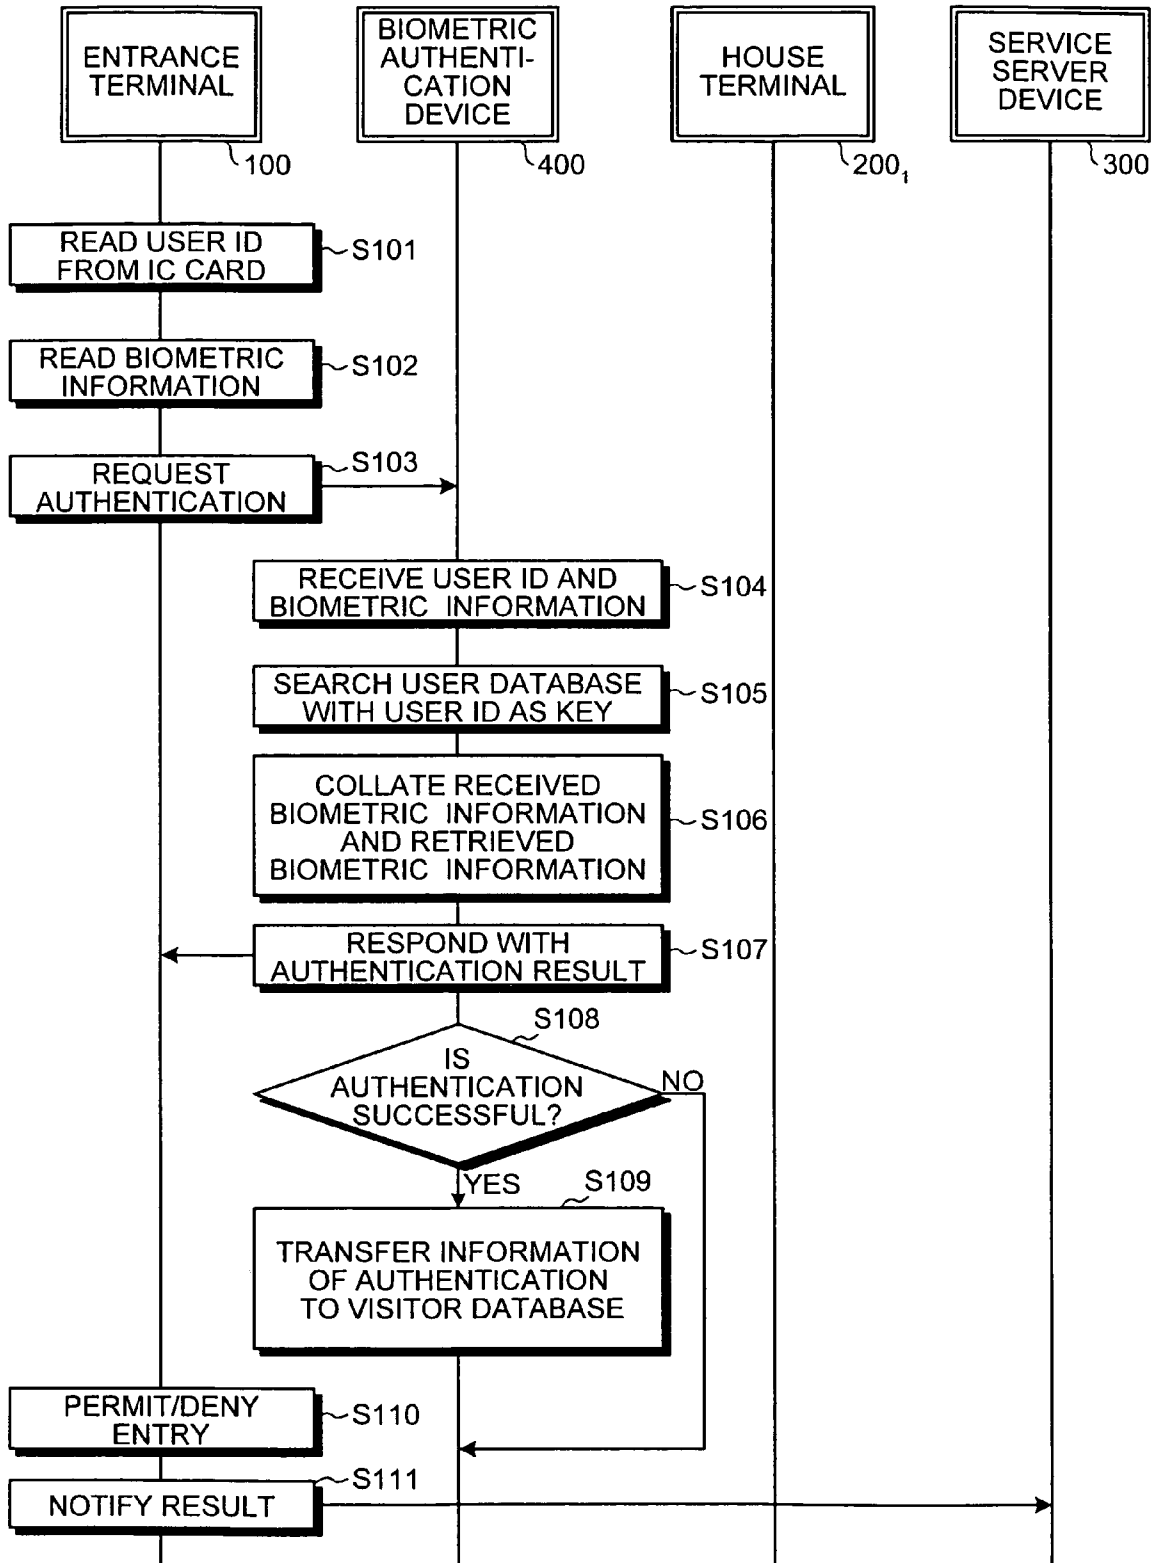 ENTRANCE
TERMINAL
BIOMETRIC
AUTHENTI-
CATION
DEVICE
HOUSE
TERMINAL
SERVICE
SERVER
DEVICE
100
400
200₁
300
READ USER ID
FROM IC CARD
S101
READ BIOMETRIC
INFORMATION
S102
REQUEST
AUTHENTICATION
S103
RECEIVE USER ID AND
BIOMETRIC INFORMATION
S104
SEARCH USER DATABASE
WITH USER ID AS KEY
S105
COLLATE RECEIVED
BIOMETRIC INFORMATION
AND RETRIEVED
BIOMETRIC INFORMATION
S106
RESPOND WITH
AUTHENTICATION RESULT
S107
S108
IS
AUTHENTICATION
SUCCESSFUL?
NO
YES
S109
TRANSFER INFORMATION
OF AUTHENTICATION
TO VISITOR DATABASE
PERMIT/DENY
ENTRY
S110
S111
NOTIFY RESULT